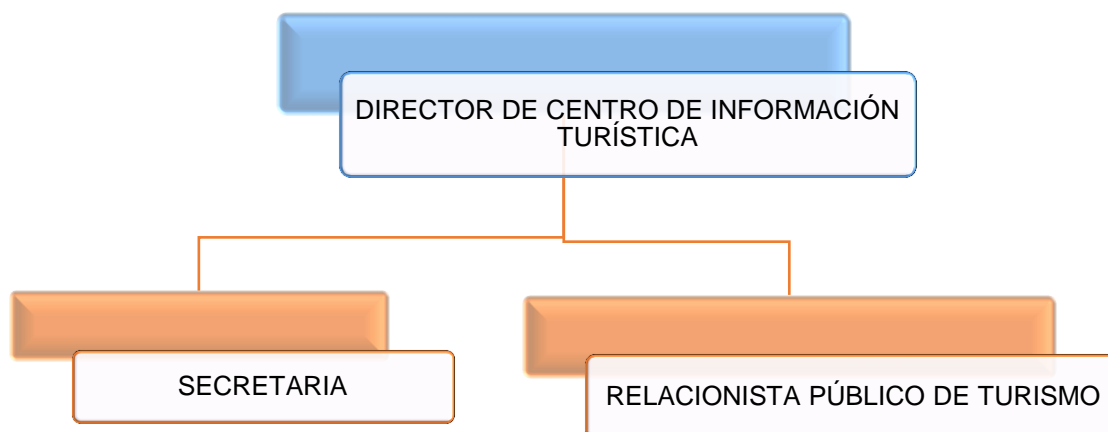 DIRECTOR DE CENTRO DE INFORMACIÓN
TURÍSTICA
SECRETARIA
RELACIONISTA PÚBLICO DE TURISMO